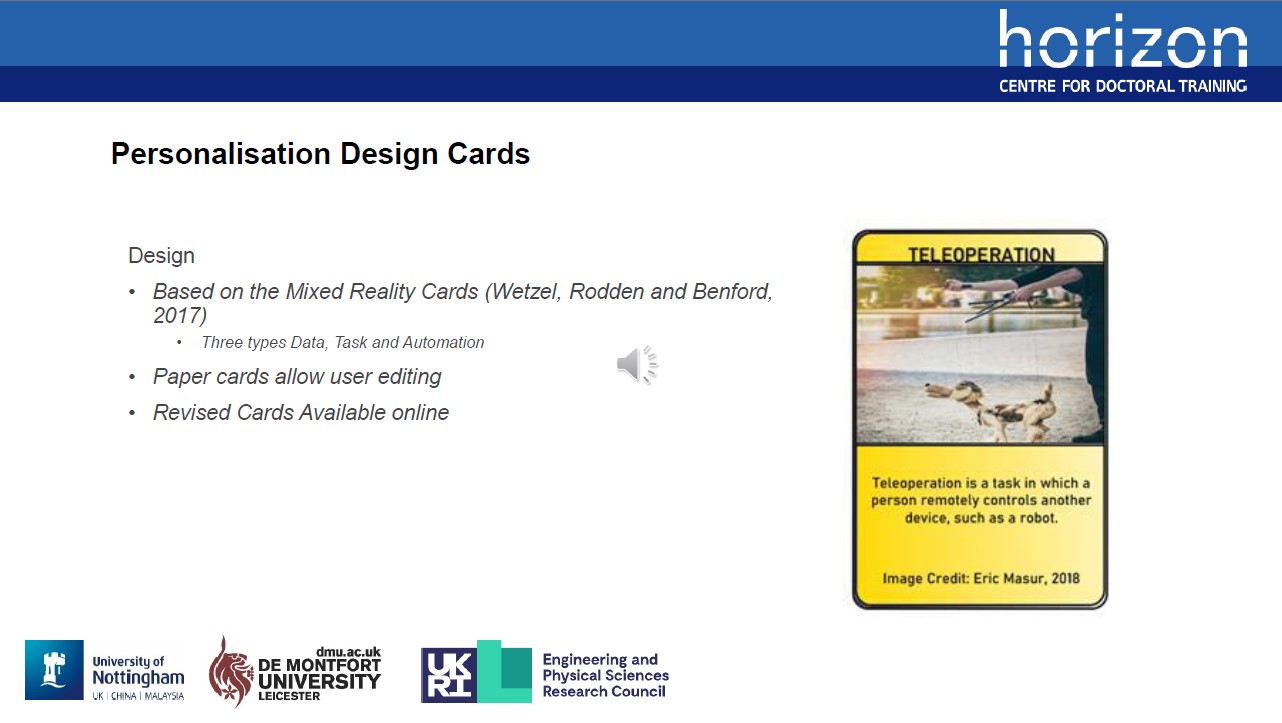 horizon
CENTRE FOR DOCTORAL TRAINING
Personalisation Design Cards
Design
• Based on the Mixed Reality Cards (Wetzel, Rodden and Benford,
2017)
• Three types Data, Task and Automation
• Paper cards allow user editing
• Revised Cards Available online
TELEOPERATION
Teleoperation is a task in which a
person remotely controls another
device, such as a robot.
Image Credit: Eric Masur, 2018
University of
Nottingham
UK | CHINA | MALAYSIA
dmu.ac.uk
DE MONTFORT
UNIVERSITY
LEICESTER
UK
RI
Engineering and
Physical Sciences
Research Council